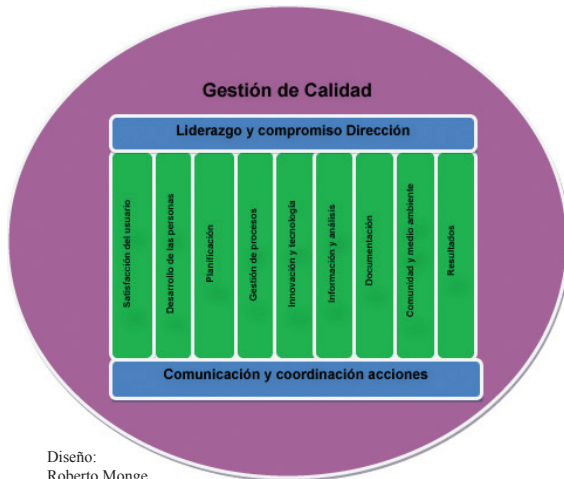 Gestión de Calidad
Liderazgo y compromiso Dirección
Satisfacción del usuario
Desarrollo de las personas
Planificación
Gestión de procesos
Innovación y tecnología
Información y análisis
Documentación
Comunidad y medio ambiente
Resultados
Comunicación y coordinación acciones
Diseño:
Roberto Monge